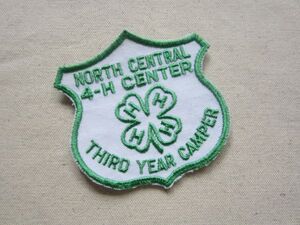 NORTH CENTRAL
4-H CENTER
H H
H H
THIRD YEAR CAMPER